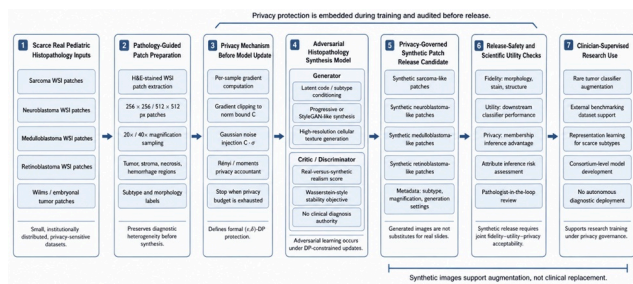 Privacy protection is embedded during training and audited before release.
1 Scarce Real Pediatric
Histopathology Inputs
Sarcoma WSI patches
Neuroblastoma WSI
patches
Medulloblastoma WSI
patches
Retinoblastoma WSI
patches
Wilms / embryonal
tumor patches
Small, institutionally
distributed, privacy-sensitive
datasets.
2 Pathology-Guided
Patch Preparation
H&E-stained WSI
patch extraction
256 × 256 / 512 × 512
px patches
20× / 40× magnification
sampling
Tumor, stroma, necrosis,
hemorrhage regions
Subtype and morphology
labels
Preserves diagnostic
heterogeneity before
synthesis.
3 Privacy Mechanism
Before Model Update
Per-sample gradient
computation
Gradient clipping to
norm bound C
Gaussian noise
injection C · σ
Rényi / moments
privacy accountant
Stop when privacy
budget is exhausted
Defines formal (ε,δ)-DP
protection.
4 Adversarial
Histopathology
Synthesis Model
Generator
Latent code / subtype
conditioning
Progressive or
StyleGAN-like synthesis
High-resolution cellular
texture generation
Critic / Discriminator
Real-versus-synthetic
realism score
Wasserstein-style
stability objective
No clinical diagnosis
authority
Adversarial learning occurs
under DP-constrained updates.
5 Privacy-Governed
Synthetic Patch
Release Candidate
Synthetic sarcoma-like
patches
Synthetic neuroblastoma-
like patches
Synthetic medulloblastoma-
like patches
Synthetic retinoblastoma-
like patches
Metadata: subtype,
magnification, generation
settings
Generated images are not
substitutes for real slides.
6 Release-Safety and
Scientific Utility Checks
Fidelity: morphology,
stain, structure
Utility: downstream
classifier performance
Privacy: membership
inference advantage
Attribute inference risk
assessment
Pathologist-in-the-loop
review
Synthetic release requires
joint fidelity–utility–privacy
acceptability.
7 Clinician-Supervised
Research Use
Rare tumor classifier
augmentation
External benchmarking
dataset support
Representation learning
for scarce subtypes
Consortium-level model
development
No autonomous
diagnostic deployment
Supports research training
under privacy governance.
Synthetic images support augmentation, not clinical replacement.